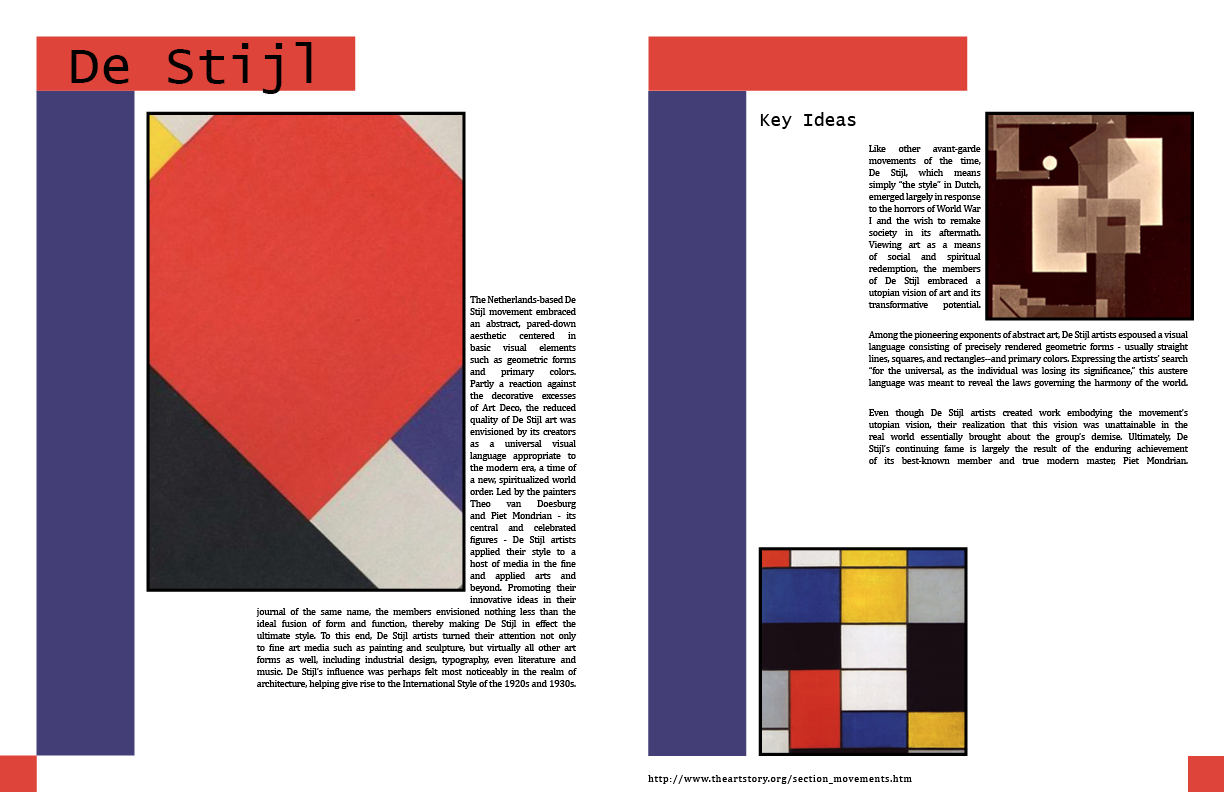 De Stijl
The Netherlands-based De
Stijl movement embraced
an abstract, pared-down
aesthetic centered in
basic visual elements
such as geometric forms
and primary colors.
Partly a reaction against
the decorative excesses
of Art Deco, the reduced
quality of De Stijl art was
envisioned by its creators
as a universal visual
language appropriate to
the modern era, a time of
a new, spiritualized world
order. Led by the painters
Theo van Doesburg
and Piet Mondrian - its
central and celebrated
figures - De Stijl artists
applied their style to a
host of media in the fine
and applied arts and
beyond. Promoting their
innovative ideas in their
journal of the same name, the members envisioned nothing less than the
ideal fusion of form and function, thereby making De Stijl in effect the
ultimate style. To this end, De Stijl artists turned their attention not only
to fine art media such as painting and sculpture, but virtually all other art
forms as well, including industrial design, typography, even literature and
music. De Stijl's influence was perhaps felt most noticeably in the realm of
architecture, helping give rise to the International Style of the 1920s and 1930s.
Key Ideas
Like other avant-garde
movements of the time,
De Stijl, which means
simply "the style" in Dutch,
emerged largely in response
to the horrors of World War
I and the wish to remake
society in its aftermath.
Viewing art as a means
of social and spiritual
redemption, the members
of De Stijl embraced a
utopian vision of art and its
transformative potential.
Among the pioneering exponents of abstract art, De Stijl artists espoused a visual
language consisting of precisely rendered geometric forms - usually straight
lines, squares, and rectangles--and primary colors. Expressing the artists' search
"for the universal, as the individual was losing its significance," this austere
language was meant to reveal the laws governing the harmony of the world.
Even though De Stijl artists created work embodying the movement's
utopian vision, their realization that this vision was unattainable in the
real world essentially brought about the group's demise. Ultimately, De
Stijl's continuing fame is largely the result of the enduring achievement
of its best-known member and true modern master, Piet Mondrian.
http://www.theartstory.org/section_movements.htm